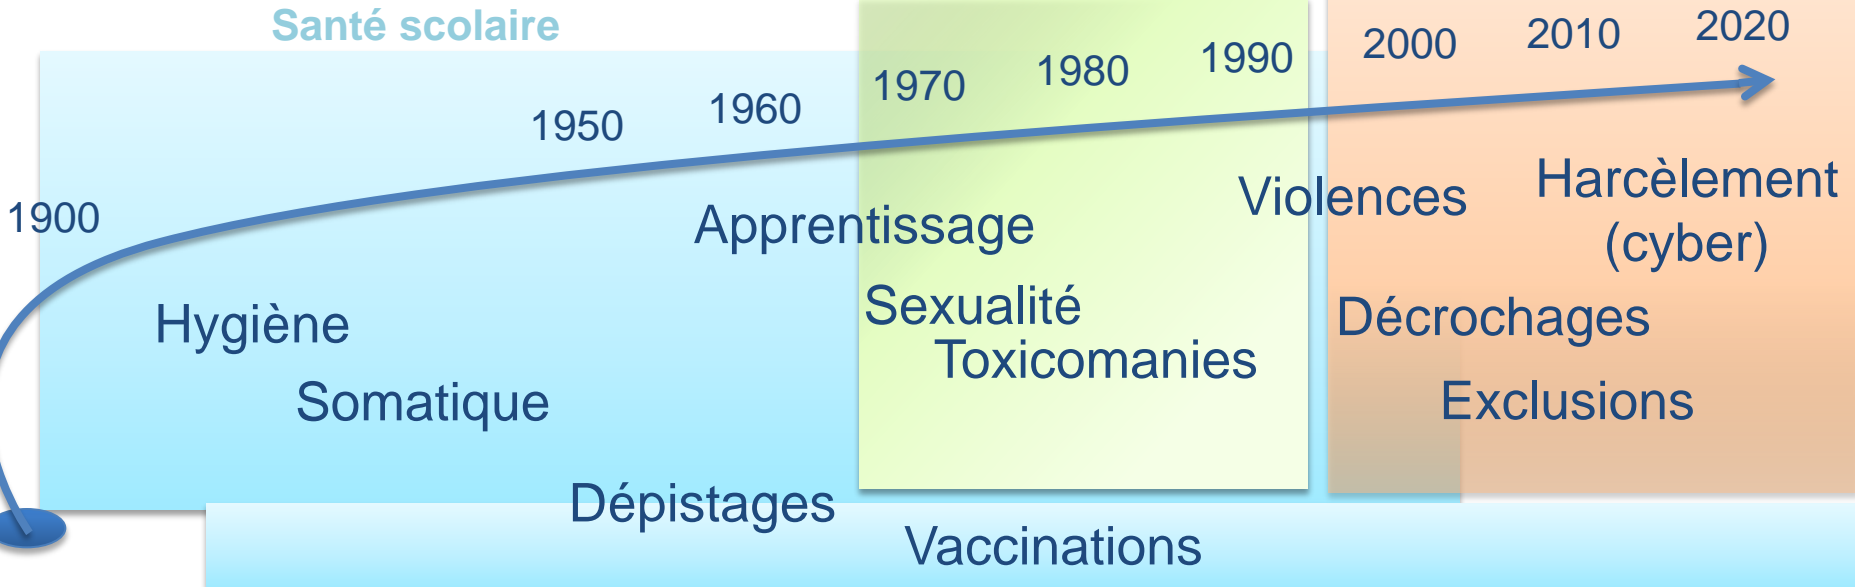 Santé scolaire
1900
1950
1960
1970
1980
1990
2000
2010
2020
Hygiène
Somatique
Dépistages
Vaccinations
Apprentissage
Sexualité
Toxicomanies
Violences
Harcèlement
(cyber)
Décrochages
Exclusions